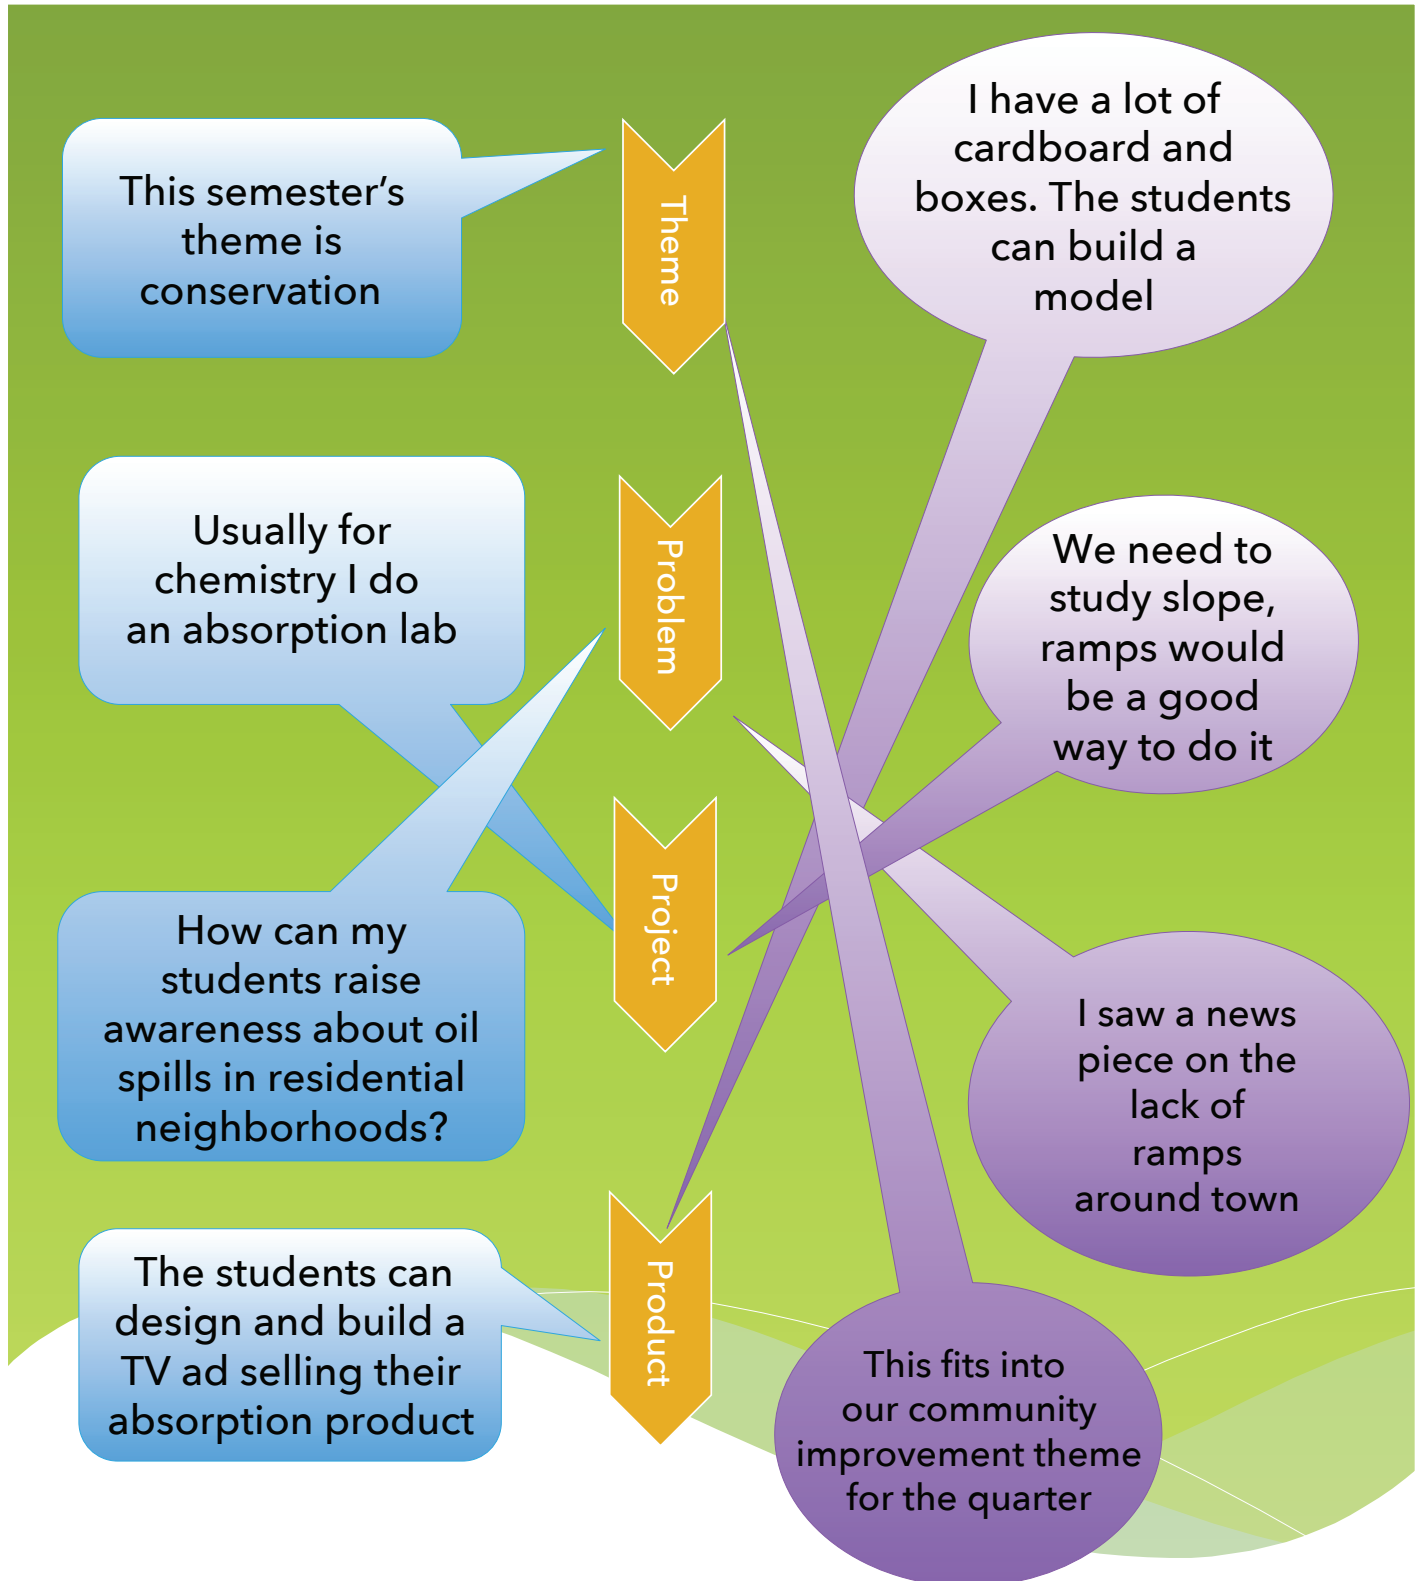 This semester's
theme is
conservation
Theme
I have a lot of
cardboard and
boxes. The students
can build a
model
Usually for
chemistry I do
an absorption lab
Problem
We need to
study slope,
ramps would
be a good
way to do it
How can my
students raise
awareness about oil
spills in residential
neighborhoods?
Project
I saw a news
piece on the
lack of
ramps
around town
The students can
design and build a
TV ad selling their
absorption product
Product
This fits into
our community
improvement theme
for the quarter